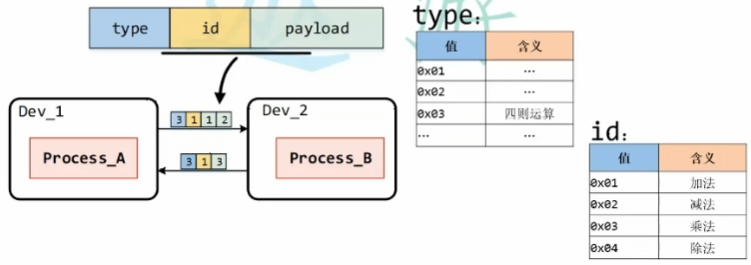 type id payload
Dev_1
Process_A
3 1 1 2
3 1 3
Dev_2
Process_B
type:
值 含义
0x01 …
0x02 …
0x03 四则运算
… …
id:
值 含义
0x01 加法
0x02 减法
0x03 乘法
0x04 除法